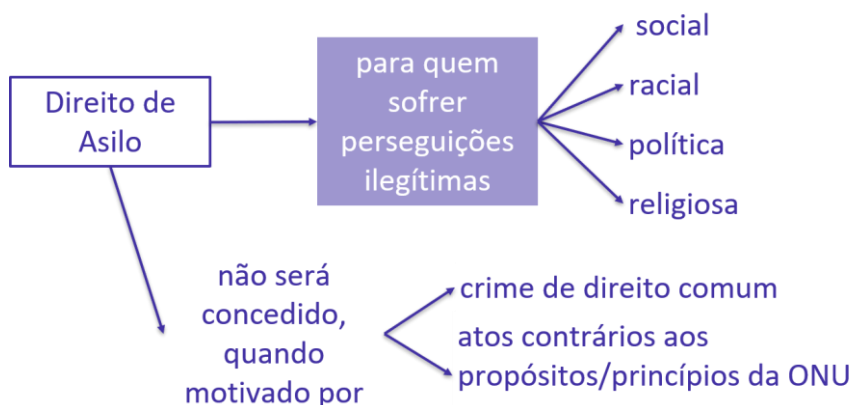 Direito de
Asilo
para quem
sofrer
perseguições
ilegítimas
social
racial
política
religiosa
não será
concedido,
quando
motivado por
crime de direito comum
atos contrários aos
propósitos/princípios da ONU